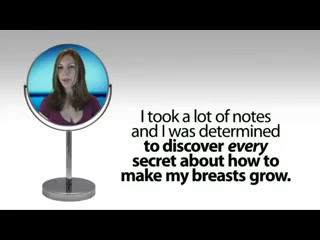 I took a lot of notes
and I was determined
to discover every
secret about how to
make my breasts grow.